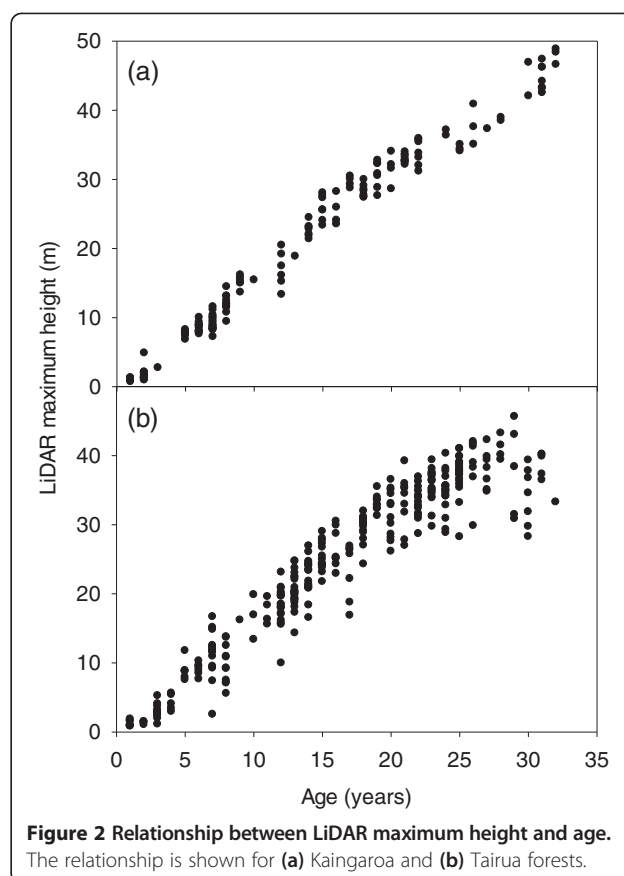 50
(a)
40
30
20
10
0
LiDAR maximum height (m)
(b)
40
30
20
10
0
0 5 10 15 20 25 30 35
Age (years)
Figure 2 Relationship between LiDAR maximum height and age.
The relationship is shown for (a) Kaingaroa and (b) Tairua forests.